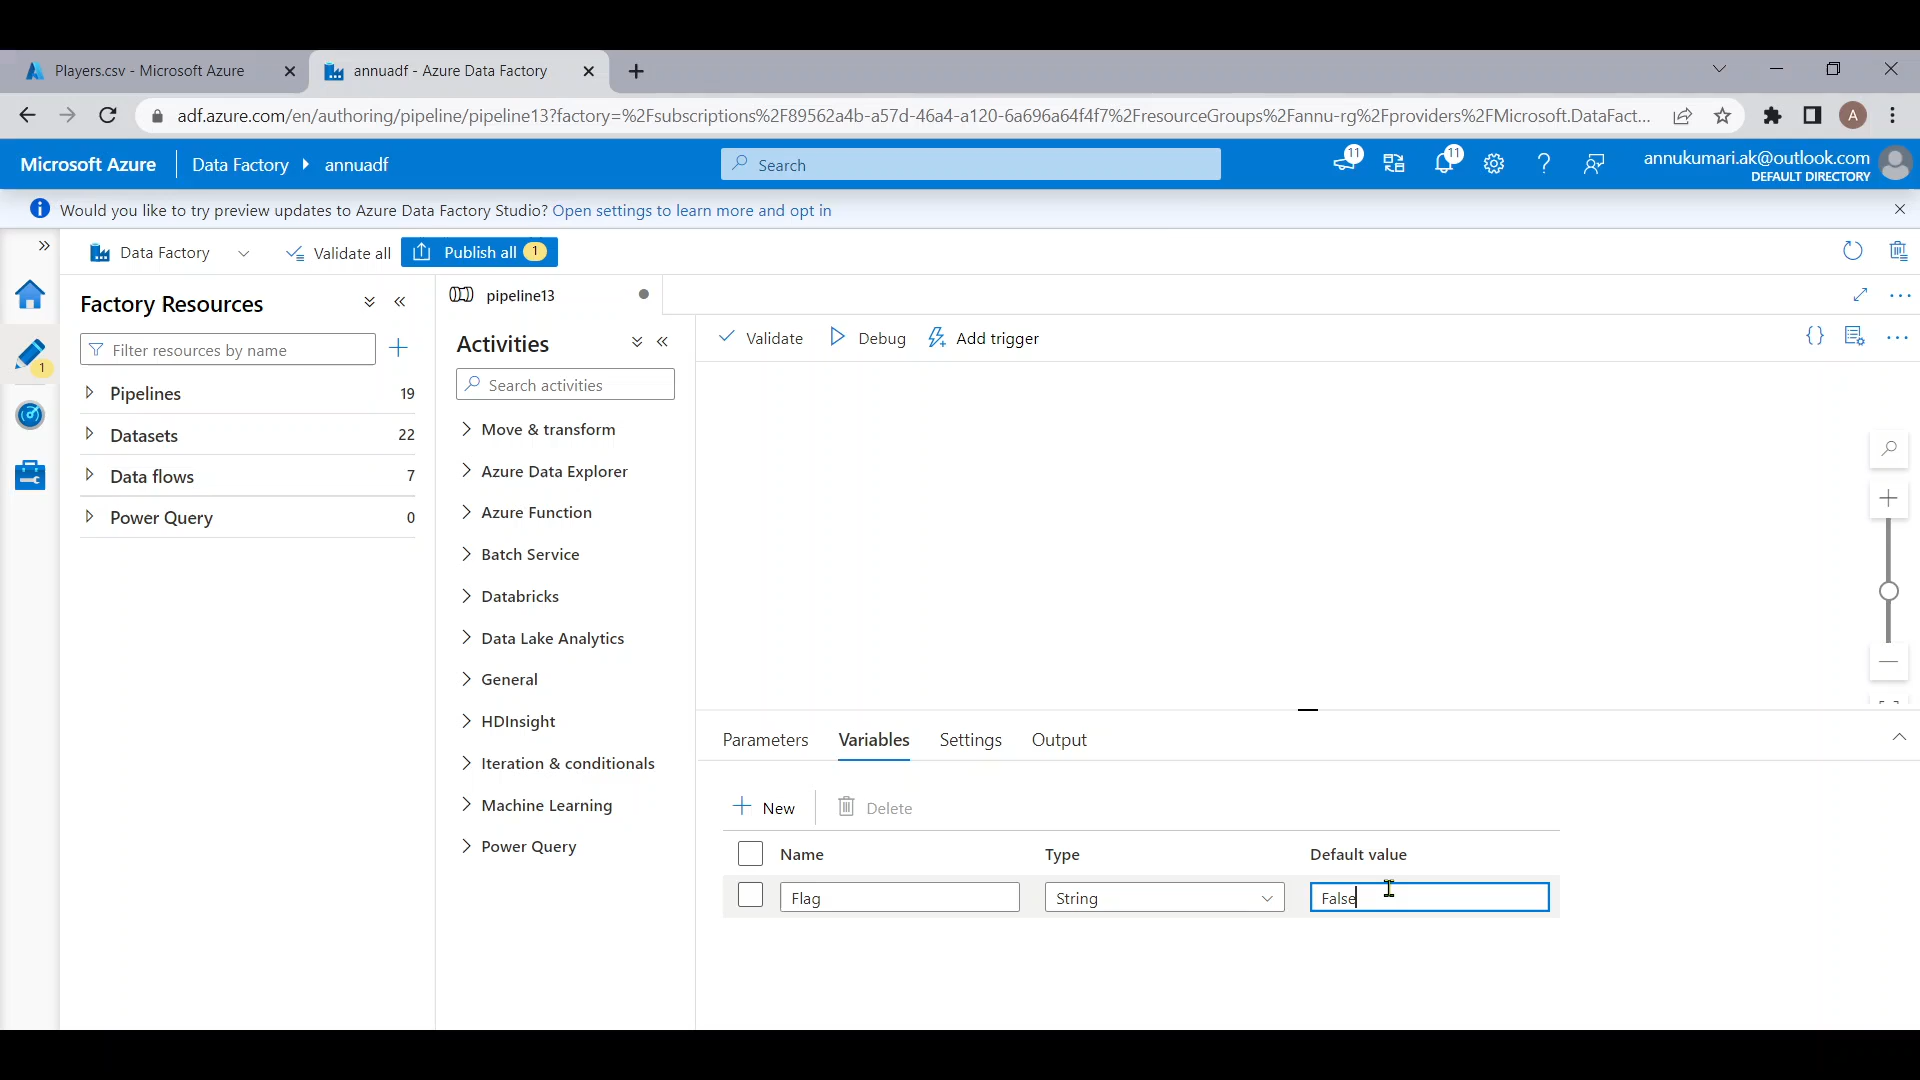 Players.csv - Microsoft Azure
annuadf - Azure Data Factory
adf.azure.com/en/authoring/pipeline/pipeline13?factory=%2Fsubscriptions%2F89562a4b-a57d-46a4-a120-6a696a64f4f7%2FresourceGroups%2Fannu-rg%2Fproviders%2FMicrosoft.DataFact...
A
Microsoft Azure
Data Factory
annuadf
Search
11
11
annukumari.ak@outlook.com
DEFAULT DIRECTORY
Would you like to try preview updates to Azure Data Factory Studio? Open settings to learn more and opt in
Data Factory
Validate all
Publish all 1
1
Factory Resources
Filter resources by name
Pipelines 19
Datasets 22
Data flows 7
Power Query 0
pipeline13
Activities
Search activities
Move & transform
Azure Data Explorer
Azure Function
Batch Service
Databricks
Data Lake Analytics
General
HDInsight
Iteration & conditionals
Machine Learning
Power Query
Validate
Debug
Add trigger
Parameters
Variables
Settings
Output
New
Delete
Name
Type
Default value
Flag
String
False